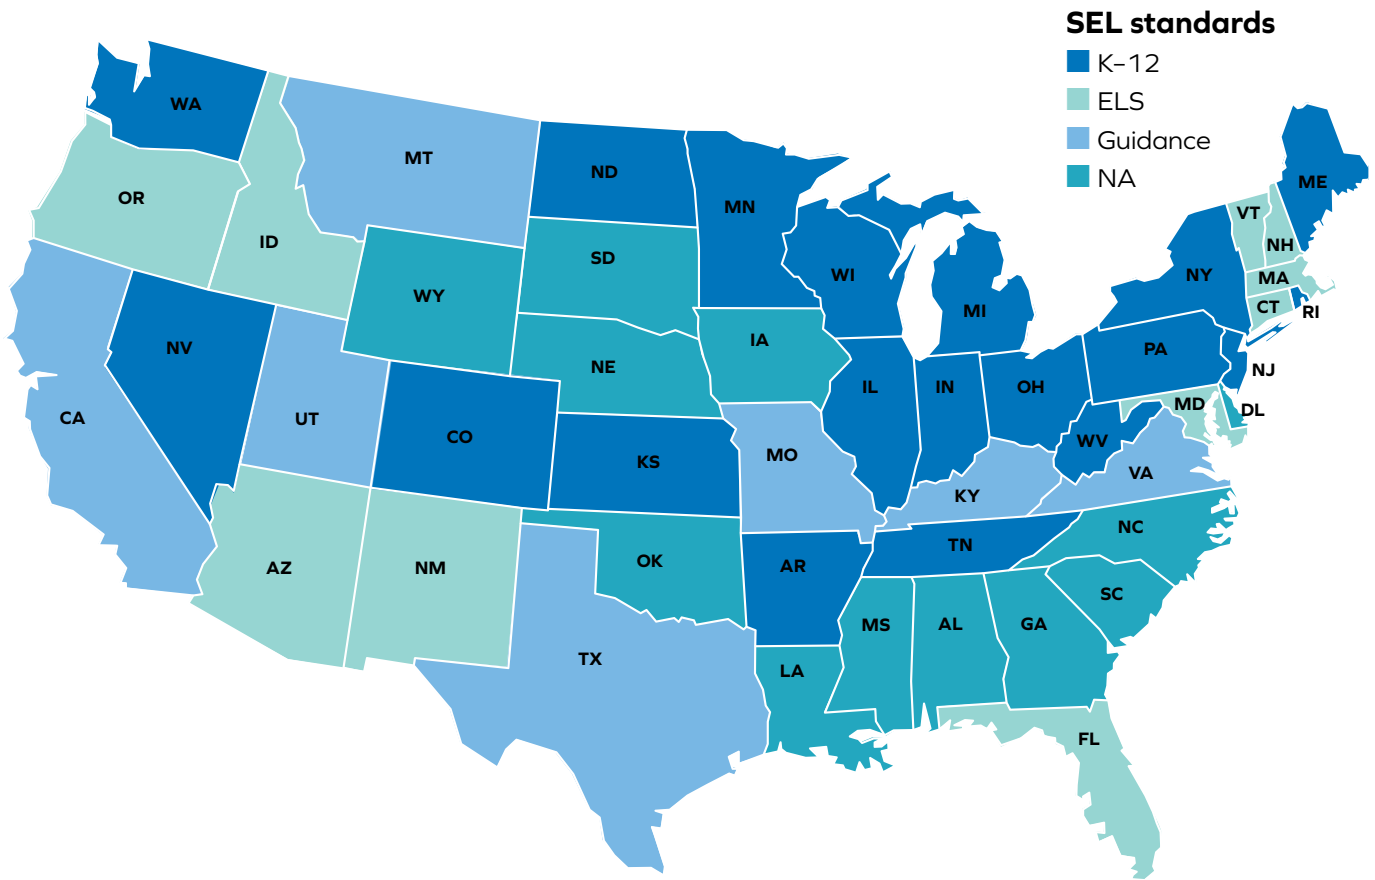 SEL standards
K–12
ELS
Guidance
NA
WA
MT
ND
MN
ME
OR
ID
VT
NH
SD
WI
NY
MA
WY
MI
CT
RI
NV
IA
PA
NE
NJ
IL
IN
OH
MD
DL
CA
UT
CO
WV
KS
MO
VA
KY
NC
TN
AZ
NM
OK
AR
SC
MS
AL
GA
TX
LA
FL